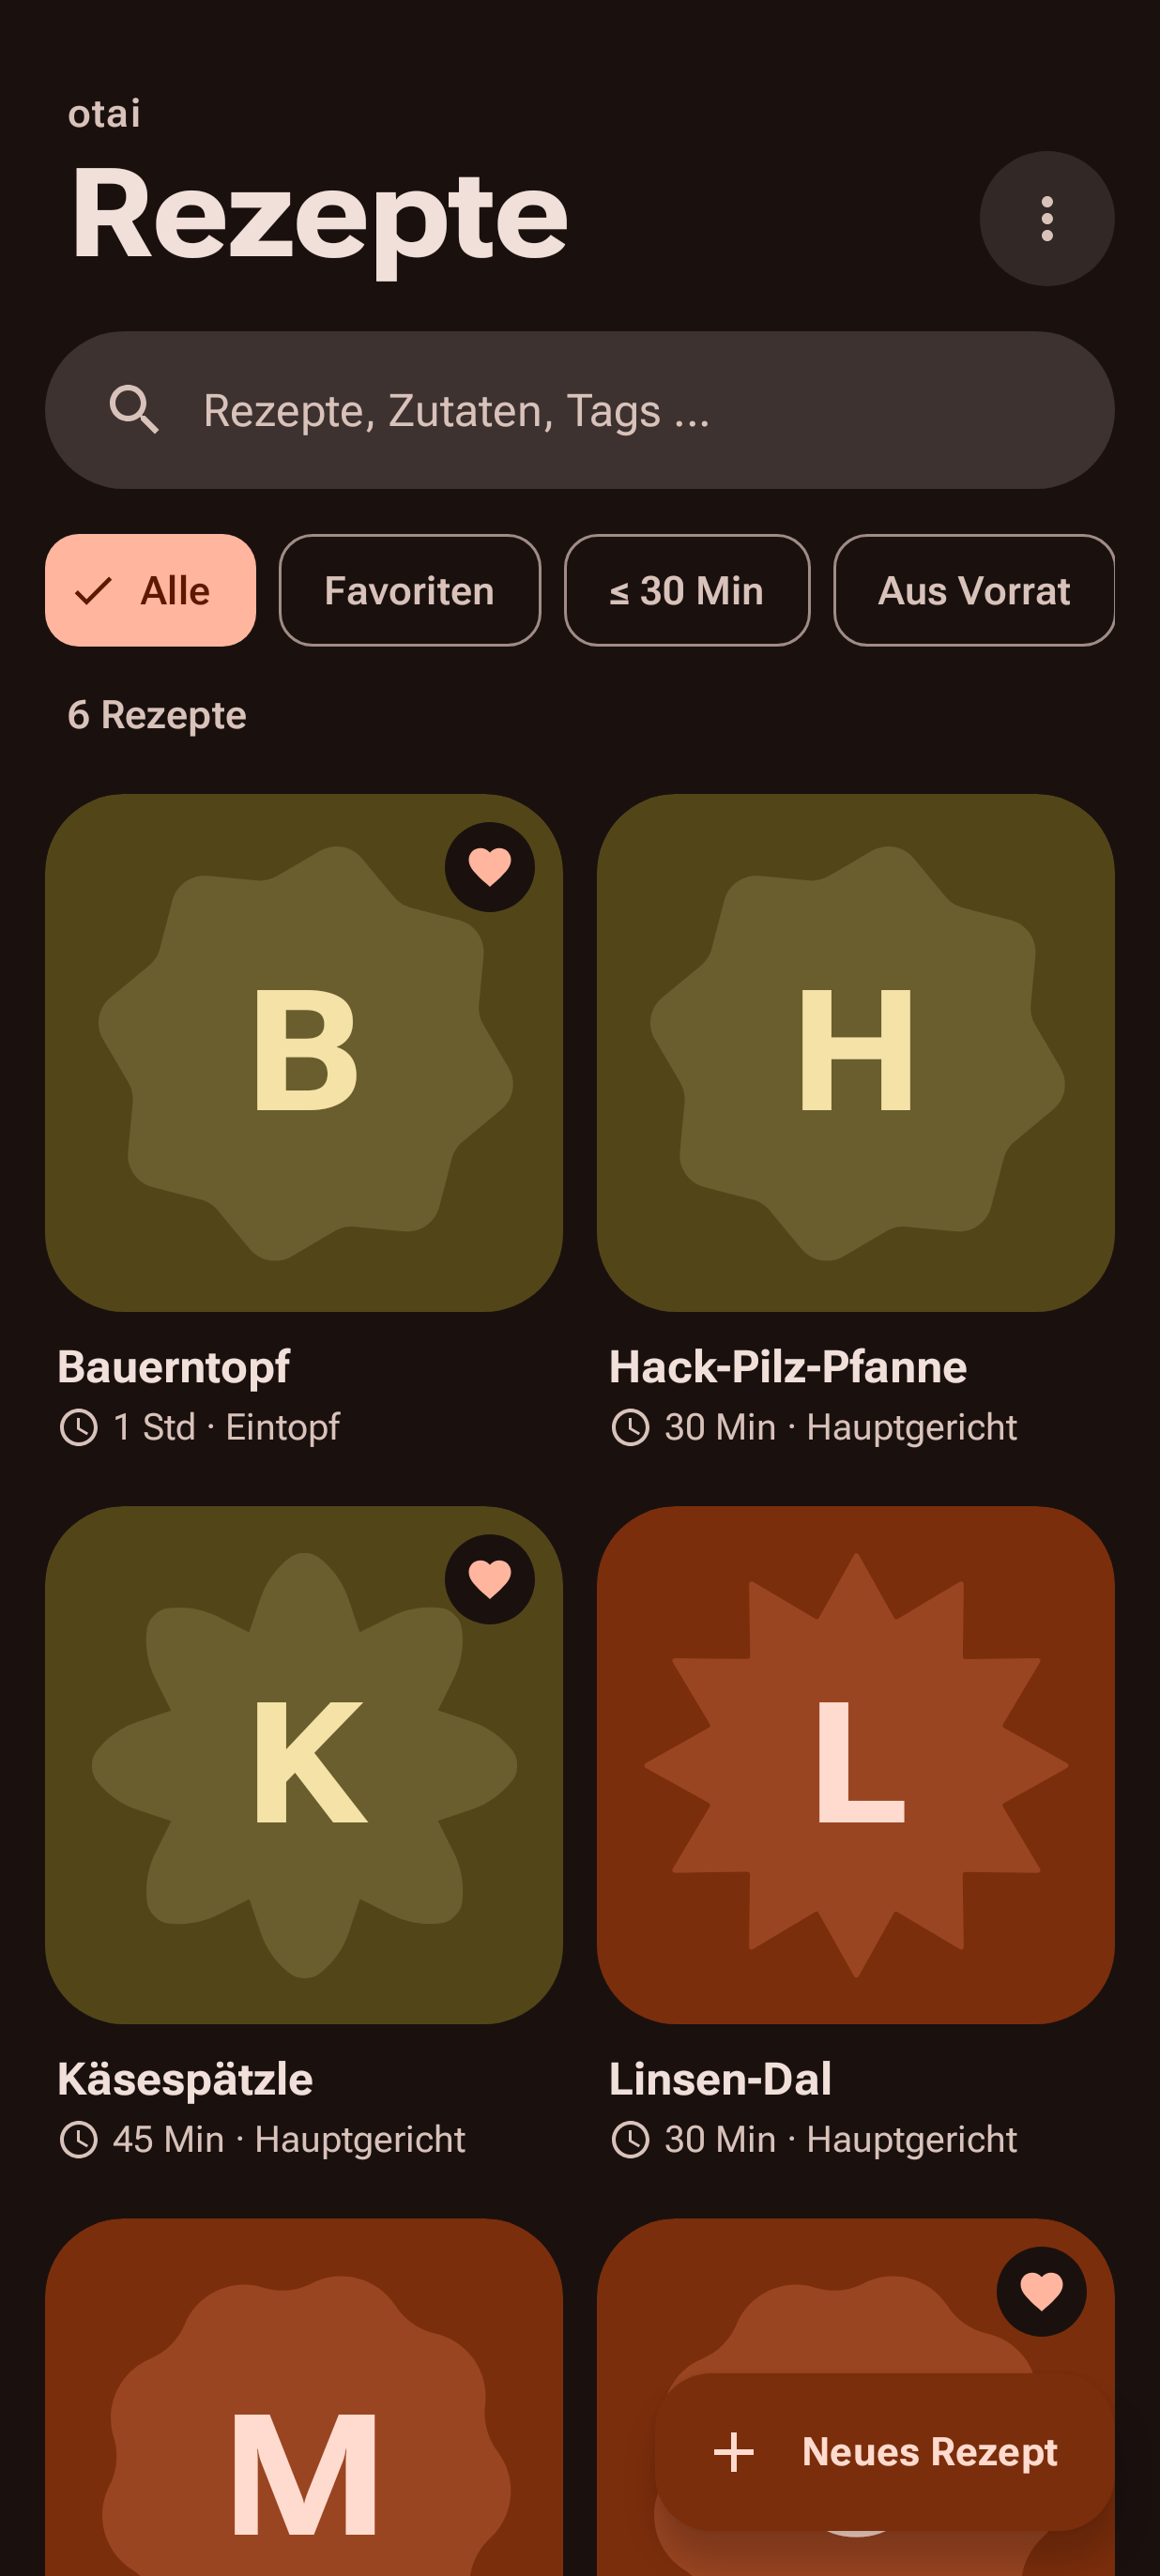 otai
Rezepte
Rezepte, Zutaten, Tags ...
Alle
Favoriten
≤ 30 Min
Aus Vorrat
6 Rezepte
B
H
Bauerntopf
Hack-Pilz-Pfanne
1 Std · Eintopf
30 Min · Hauptgericht
K
L
Käsespätzle
Linsen-Dal
45 Min · Hauptgericht
30 Min · Hauptgericht
M
Neues Rezept